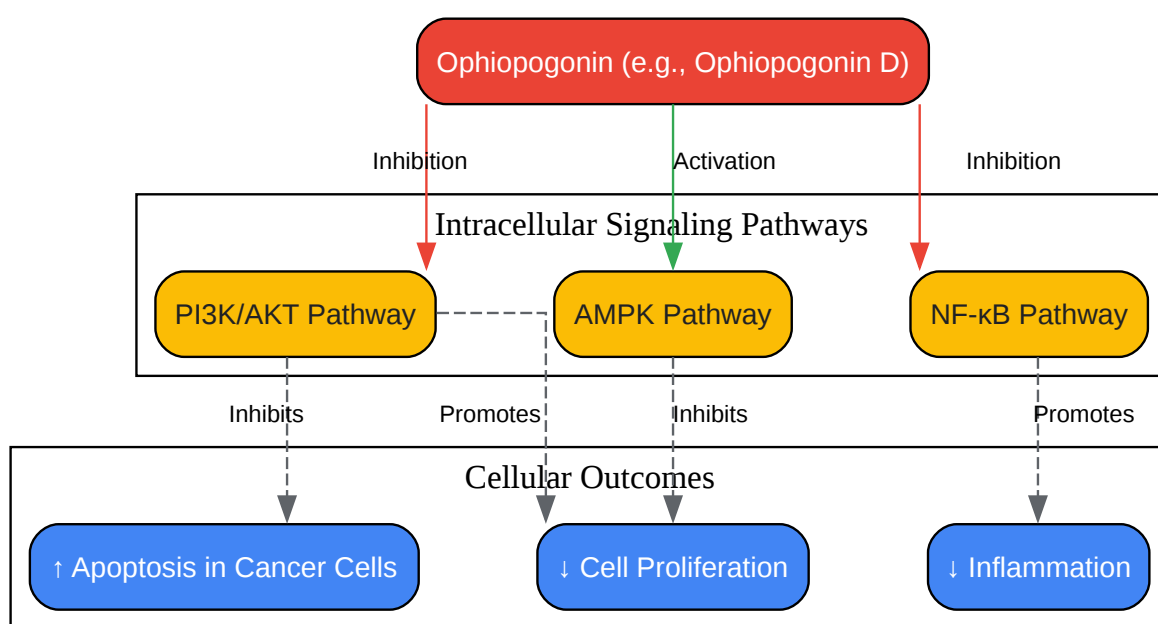 Ophiopogonin (e.g., Ophiopogonin D)
Inhibition
Activation
Inhibition
Intracellular Signaling Pathways
PI3K/AKT Pathway
AMPK Pathway
NF-κB Pathway
Inhibits
Promotes
Inhibits
Promotes
Cellular Outcomes
↑ Apoptosis in Cancer Cells
↓ Cell Proliferation
↓ Inflammation